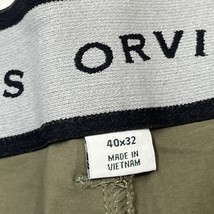 S ORVI
40x32
MADE IN
VIETNAM